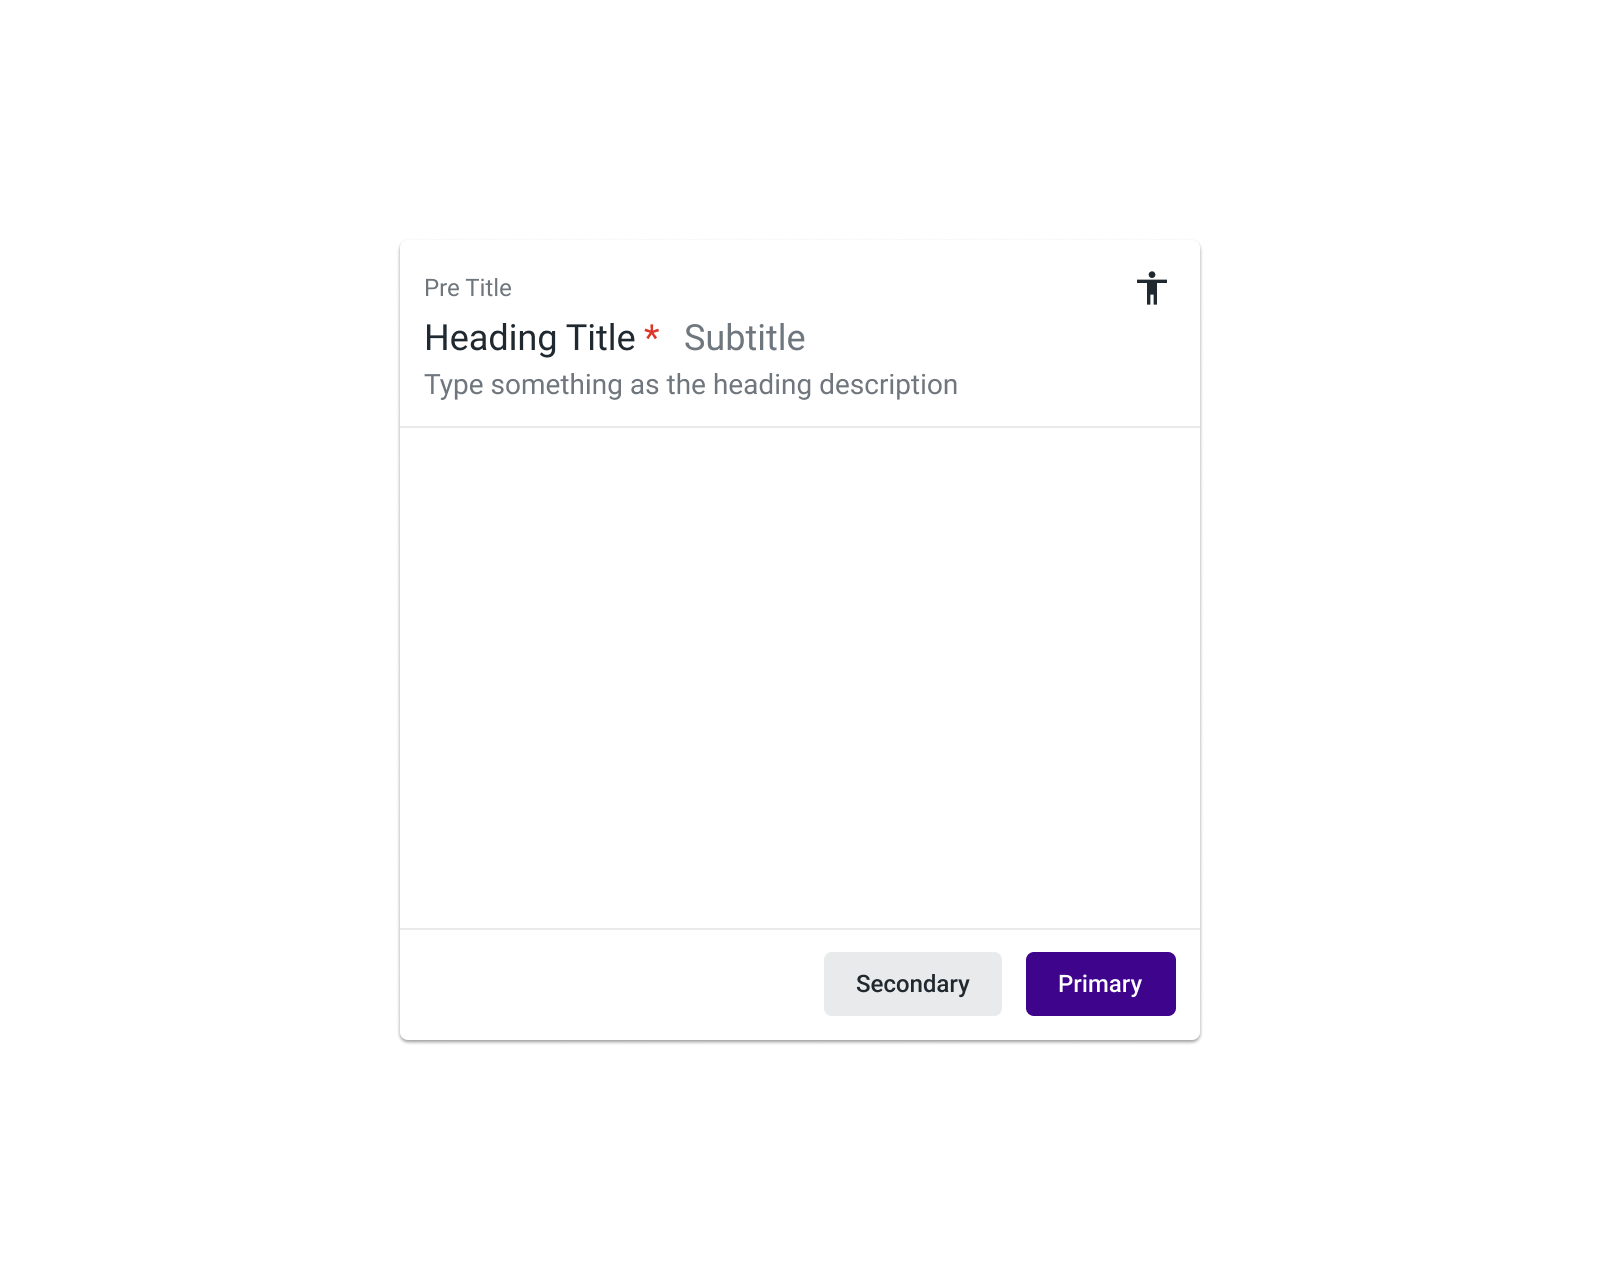 Pre Title
Heading Title * Subtitle
Type something as the heading description
Secondary Primary